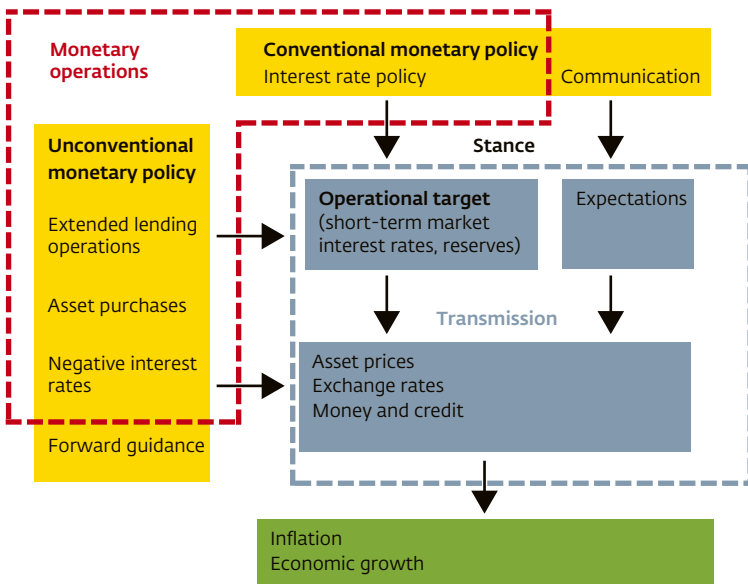 Monetary
operations
Conventional monetary policy
Interest rate policy
Communication
Unconventional
monetary policy
Extended lending
operations
Asset purchases
Negative interest
rates
Forward guidance
Stance
Operational target
(short-term market
interest rates, reserves)
Expectations
Transmission
Asset prices
Exchange rates
Money and credit
Inflation
Economic growth